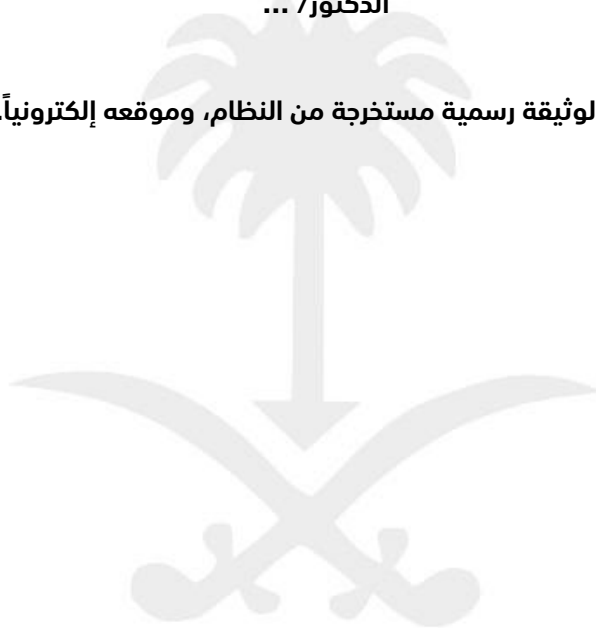 الدكتور/ ...
لوثيقة رسمية مستخرجة من النظام، وموقعه إلكترونياً.